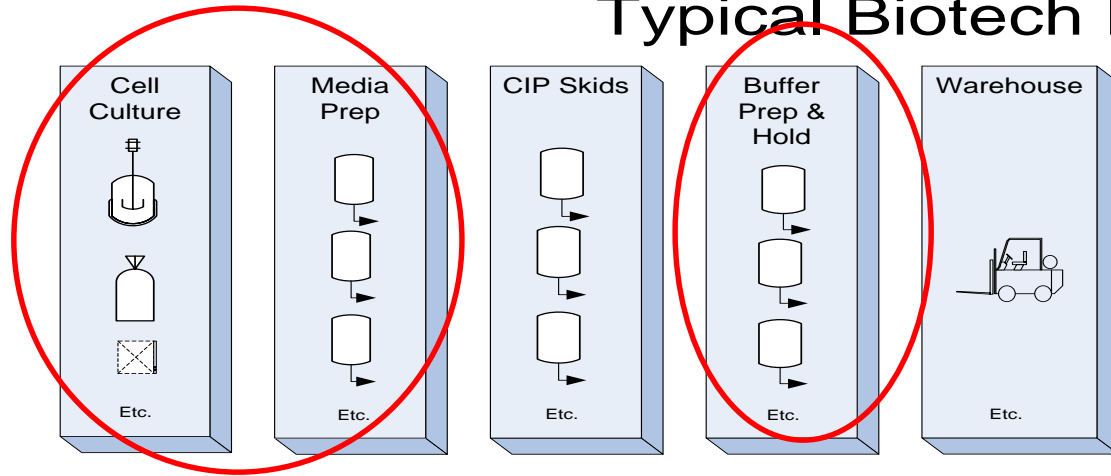 Typical Biotech
Cell
Culture
Media
Prep
CIP Skids
Buffer
Prep &
Hold
Warehouse
Etc.
Etc.
Etc.
Etc.
Etc.